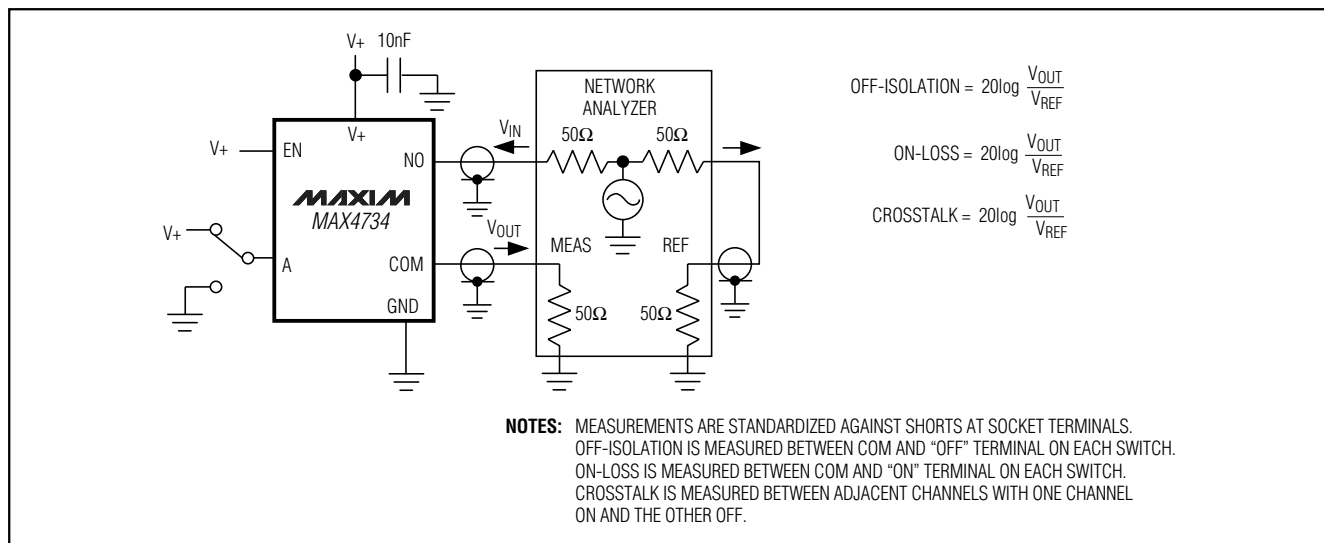 V+ 10nF
V+
EN
V+
NO
MAXIM
MAX4734
V+
A
COM
GND
VIN
VOUT
NETWORK
ANALYZER
50Ω
50Ω
MEAS
REF
50Ω
50Ω
OFF-ISOLATION = 20log VOUT
VREF
ON-LOSS = 20log VOUT
VREF
CROSSTALK = 20log VOUT
VREF
NOTES: MEASUREMENTS ARE STANDARDIZED AGAINST SHORTS AT SOCKET TERMINALS.
OFF-ISOLATION IS MEASURED BETWEEN COM AND “OFF” TERMINAL ON EACH SWITCH.
ON-LOSS IS MEASURED BETWEEN COM AND “ON” TERMINAL ON EACH SWITCH.
CROSSTALK IS MEASURED BETWEEN ADJACENT CHANNELS WITH ONE CHANNEL
ON AND THE OTHER OFF.